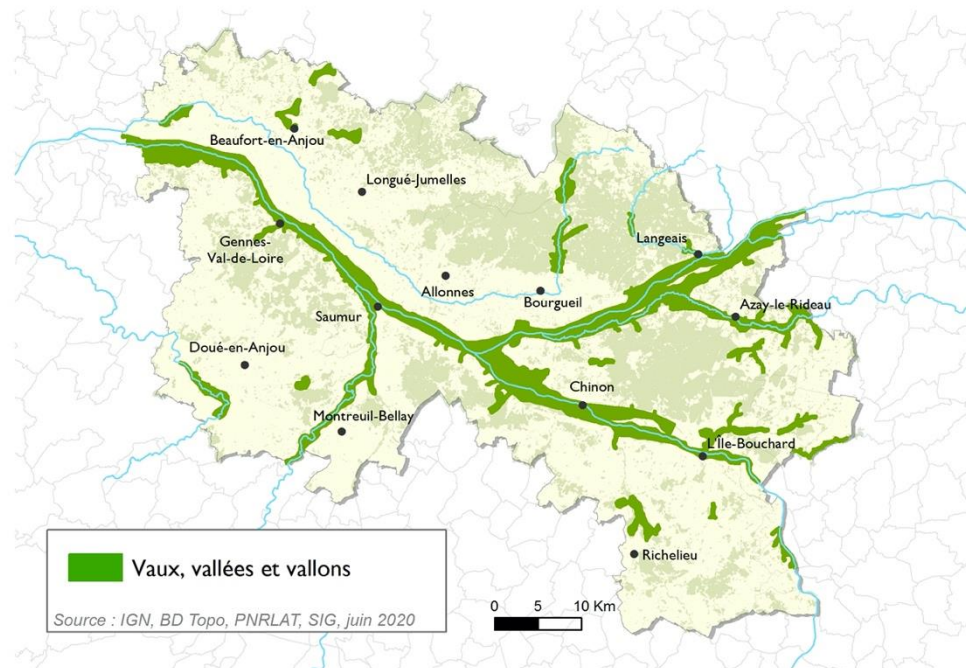 Beaufort-en-Anjou
Longué-Jumelles
Gennes-
Val-de-Loire
Langeais
Allonnes
Bourgueil
Azay-le-Rideau
Saumur
Doué-en-Anjou
Chinon
Montreuil-Bellay
L'Île-Bouchard
Richelieu
Vaux, vallées et vallons
Source : IGN, BD Topo, PNRLAT, SIG, juin 2020
0 5 10 Km